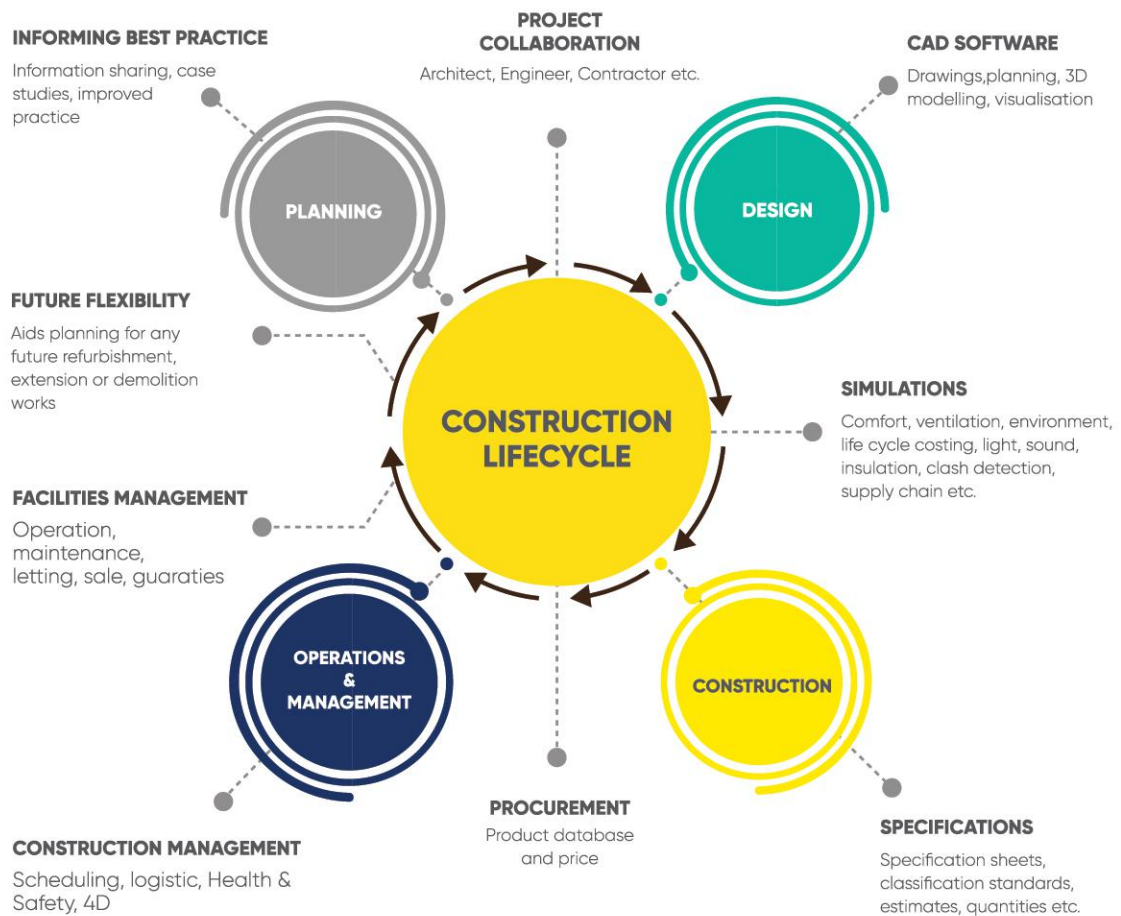 INFORMING BEST PRACTICE
Information sharing, case
studies, improved
practice
PROJECT
COLLABORATION
Architect, Engineer, Contractor etc.
CAD SOFTWARE
Drawings,planning, 3D
modelling, visualisation
PLANNING
DESIGN
FUTURE FLEXIBILITY
Aids planning for any
future refurbishment,
extension or demolition
works
CONSTRUCTION
LIFECYCLE
SIMULATIONS
Comfort, ventilation, environment,
life cycle costing, light, sound,
insulation, clash detection,
supply chain etc.
FACILITIES MANAGEMENT
Operation,
maintenance,
letting, sale, guaraties
OPERATIONS
&
MANAGEMENT
CONSTRUCTION
CONSTRUCTION MANAGEMENT
Scheduling, logistic, Health &
Safety, 4D
PROCUREMENT
Product database
and price
SPECIFICATIONS
Specification sheets,
classification standards,
estimates, quantities etc.